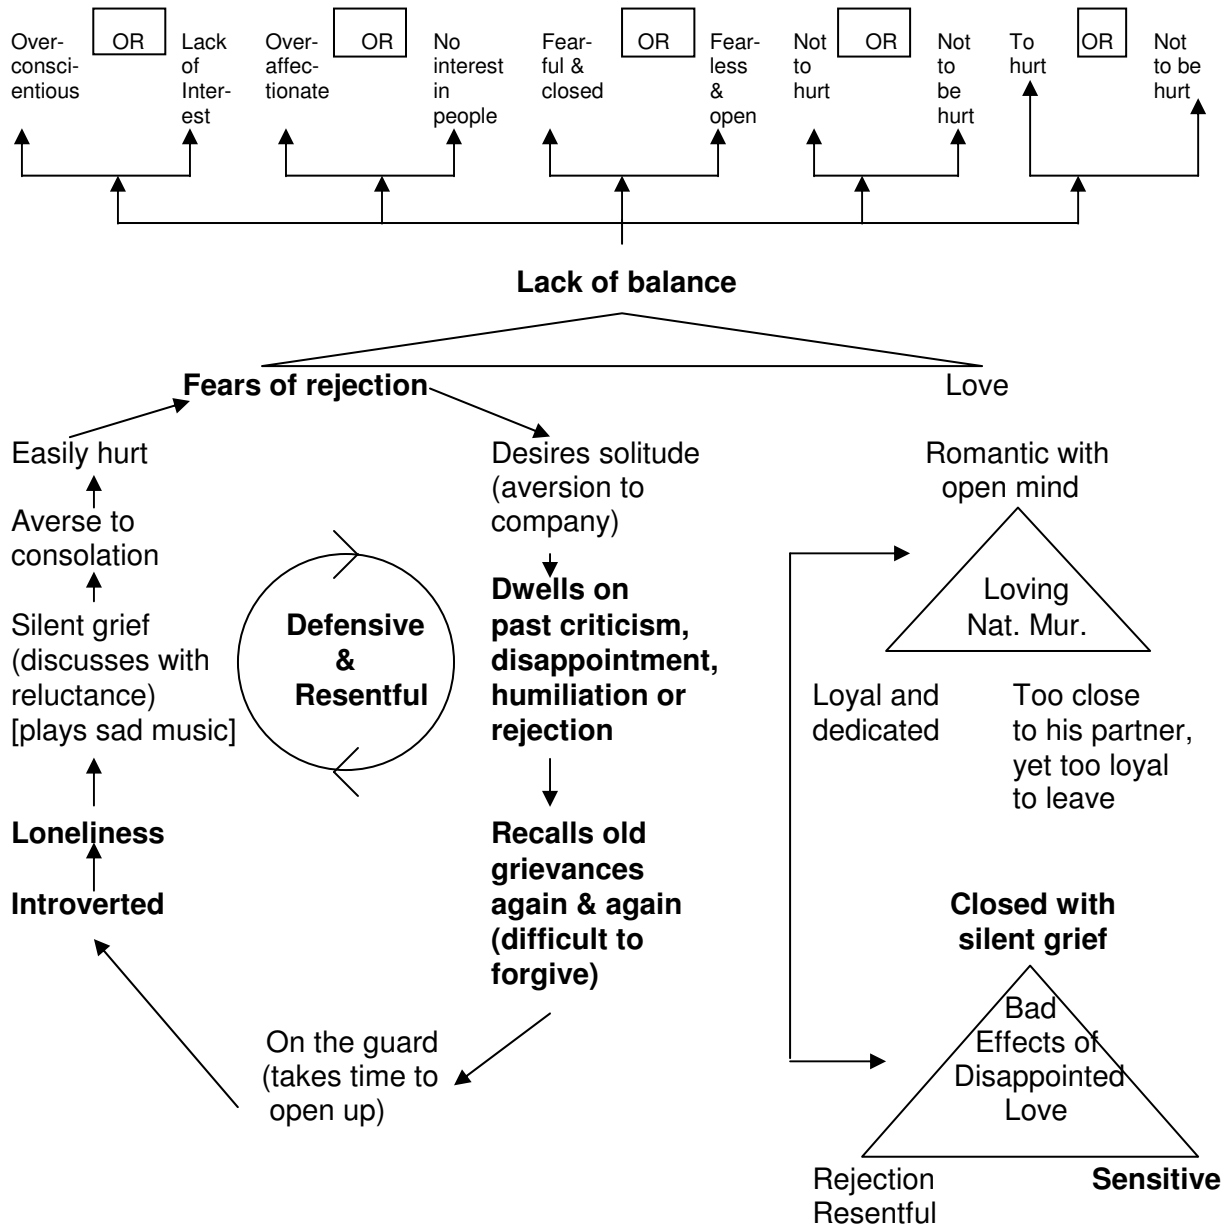 Over-
consci-
entious
OR
Lack
of
Inter-
est
Over-
affec-
tionate
OR
No
interest
in
people
Fear-
ful &
closed
OR
Fear-
less
&
open
Not
to
hurt
OR
Not
to
be
hurt
To
hurt
OR
Not
to be
hurt
Lack of balance
Fears of rejection
Love
Easily hurt
Averse to
consolation
Silent grief
(discusses with
reluctance)
[plays sad music]
Loneliness
Introverted
Defensive
&
Resentful
Desires solitude
(aversion to
company)
Dwells on
past criticism,
disappointment,
humiliation or
rejection
Recalls old
grievances
again & again
(difficult to
forgive)
On the guard
(takes time to
open up)
Romantic with
open mind
Loving
Nat. Mur.
Loyal and
dedicated
Too close
to his partner,
yet too loyal
to leave
Closed with
silent grief
Bad
Effects of
Disappointed
Love
Rejection
Resentful
Sensitive